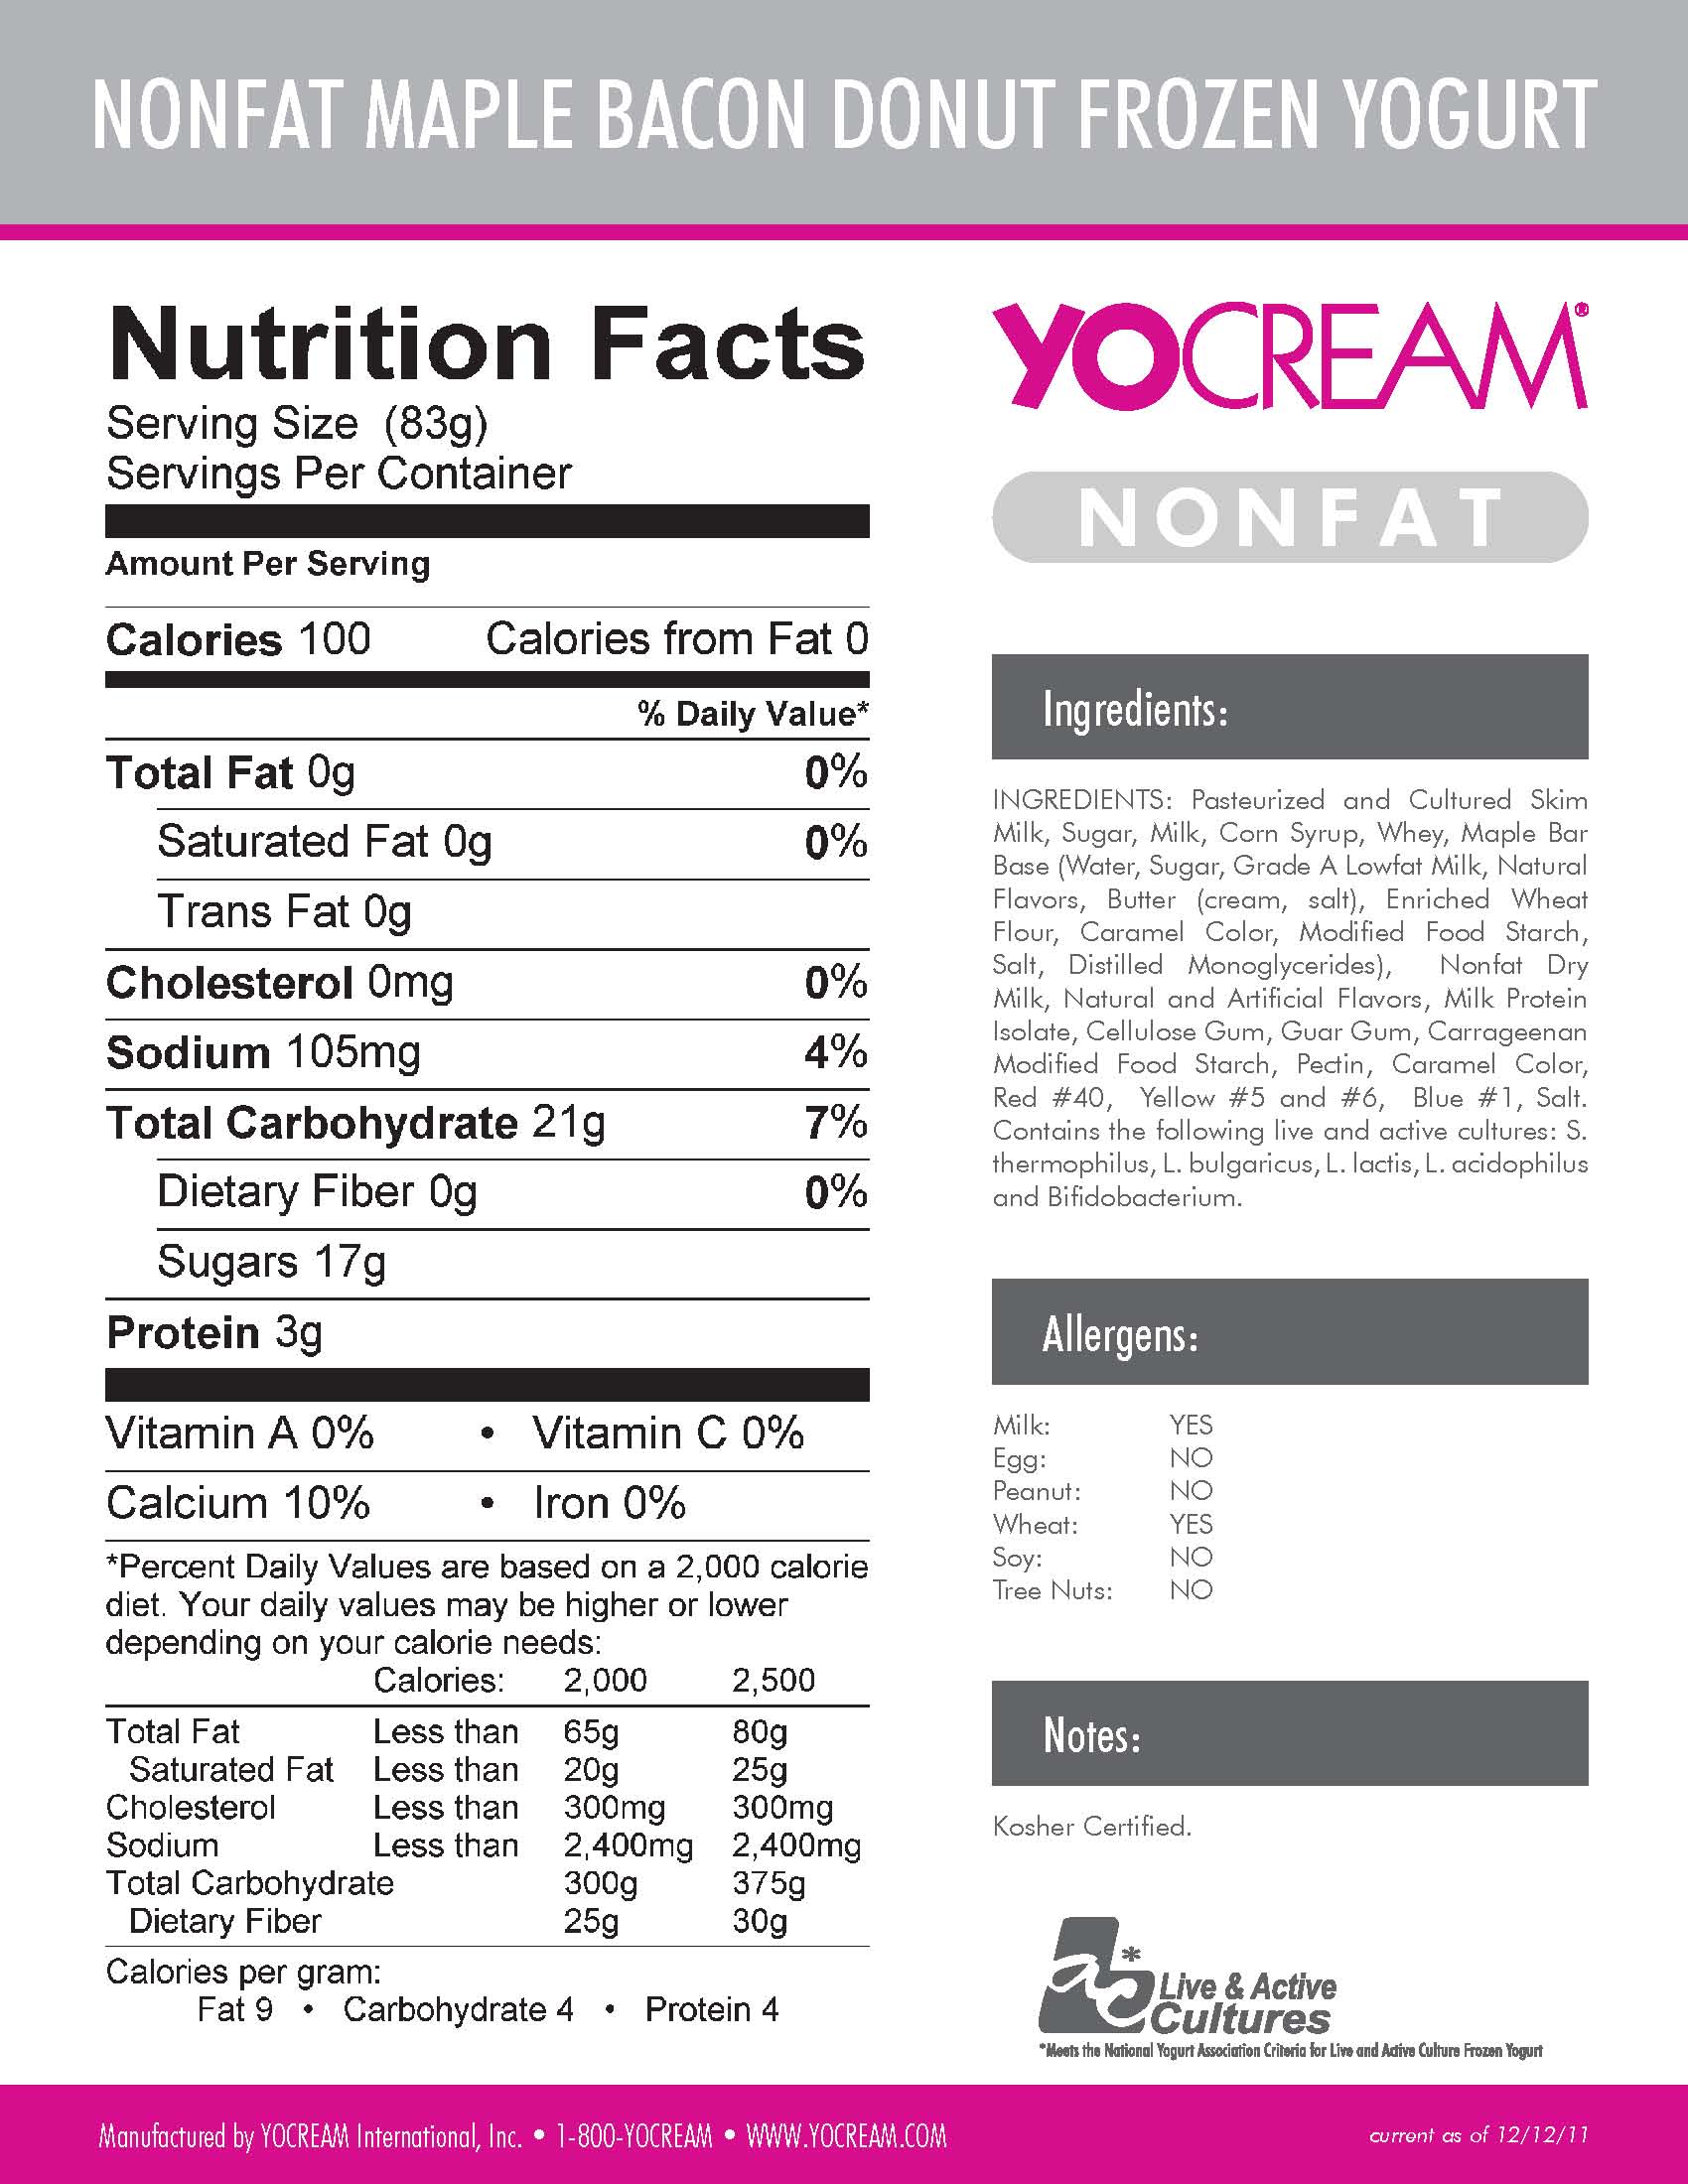 NONFAT MAPLE BACON DONUT FROZEN YOGURT
Nutrition Facts
Serving Size (83g)
Servings Per Container
Amount Per Serving
Calories 100 Calories from Fat 0
% Daily Value*
Total Fat 0g 0%
Saturated Fat 0g 0%
Trans Fat 0g
Cholesterol 0mg 0%
Sodium 105mg 4%
Total Carbohydrate 21g 7%
Dietary Fiber 0g 0%
Sugars 17g
Protein 3g
Vitamin A 0% • Vitamin C 0%
Calcium 10% • Iron 0%
*Percent Daily Values are based on a 2,000 calorie
diet. Your daily values may be higher or lower
depending on your calorie needs:
Calories: 2,000 2,500
Total Fat Less than 65g 80g
Saturated Fat Less than 20g 25g
Cholesterol Less than 300mg 300mg
Sodium Less than 2,400mg 2,400mg
Total Carbohydrate 300g 375g
Dietary Fiber 25g 30g
Calories per gram:
Fat 9 • Carbohydrate 4 • Protein 4
YOCREAM®
NONFAT
Ingredients:
INGREDIENTS: Pasteurized and Cultured Skim
Milk, Sugar, Milk, Corn Syrup, Whey, Maple Bar
Base (Water, Sugar, Grade A Lowfat Milk, Natural
Flavors, Butter (cream, salt), Enriched Wheat
Flour, Caramel Color, Modified Food Starch,
Salt, Distilled Monoglycerides), Nonfat Dry
Milk, Natural and Artificial Flavors, Milk Protein
Isolate, Cellulose Gum, Guar Gum, Carrageenan
Modified Food Starch, Pectin, Caramel Color,
Red #40, Yellow #5 and #6, Blue #1, Salt.
Contains the following live and active cultures: S.
thermophilus, L. bulgaricus, L. lactis, L. acidophilus
and Bifidobacterium.
Allergens:
Milk: YES
Egg: NO
Peanut: NO
Wheat: YES
Soy: NO
Tree Nuts: NO
Notes:
Kosher Certified.
ac*
Live & Active
Cultures
*Meets the National Yogurt Association Criteria for Live and Active Culture Frozen Yogurt
Manufactured by YOCREAM International, Inc. • 1-800-YOCREAM • WWW.YOCREAM.COM
current as of 12/12/11